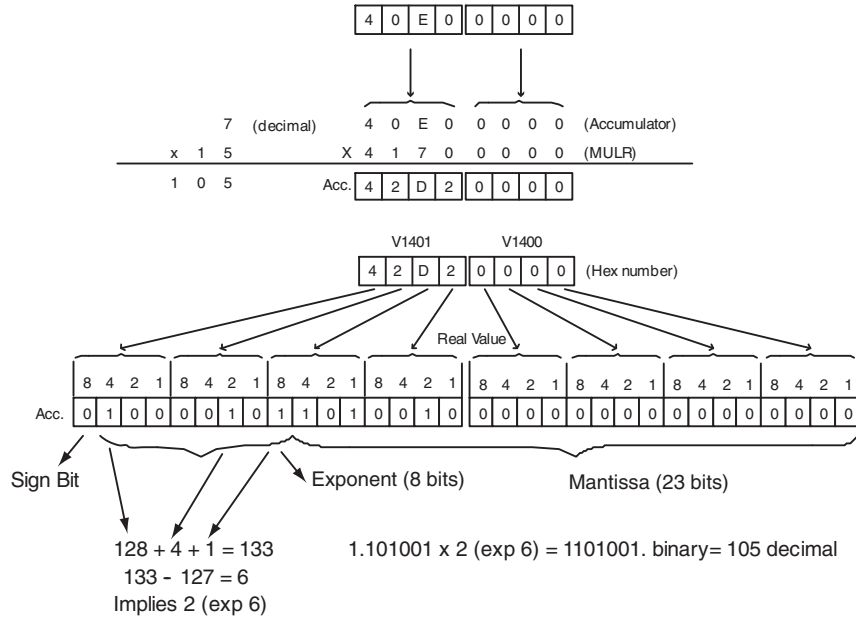 4 0 E 0 0 0 0 0
7 (decimal) 4 0 E 0 0 0 0 0 (Accumulator)
x 1 5 X 4 1 7 0 0 0 0 0 (MULR)
1 0 5 Acc. 4 2 D 2 0 0 0 0
V1401 V1400
4 2 D 2 0 0 0 0 (Hex number)
Real Value
8 4 2 1 8 4 2 1 8 4 2 1 8 4 2 1 8 4 2 1 8 4 2 1 8 4 2 1 8 4 2 1
Acc. 0 1 0 0 0 0 1 0 1 1 0 1 0 0 1 0 0 0 0 0 0 0 0 0 0 0 0 0 0 0 0 0
Sign Bit Exponent (8 bits) Mantissa (23 bits)
128 + 4 + 1 = 133 1.101001 x 2 (exp 6) = 1101001. binary= 105 decimal
133 - 127 = 6
Implies 2 (exp 6)